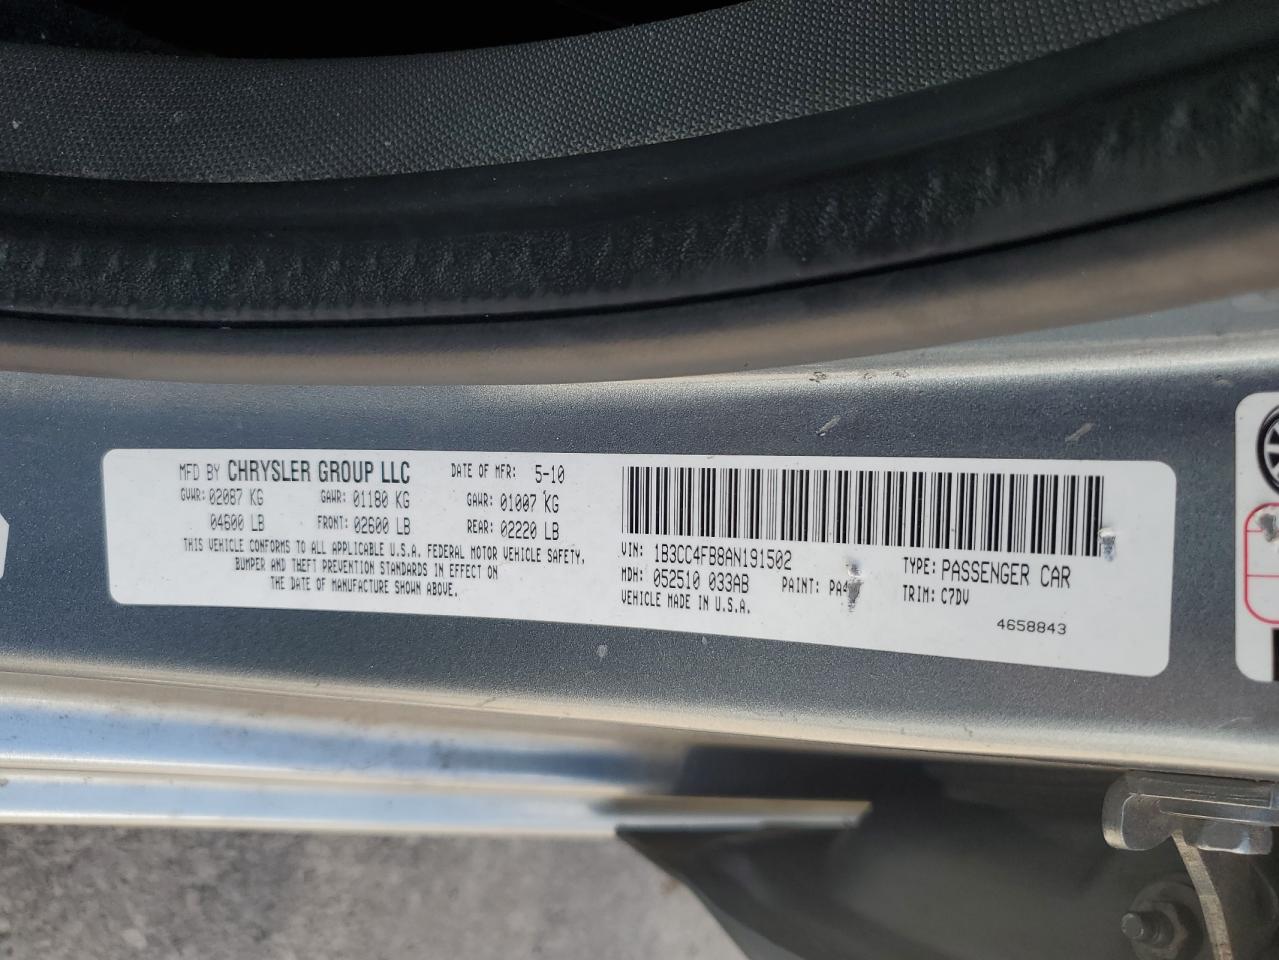 MFD BY CHRYSLER GROUP LLC DATE OF MFR: 5-10
GVWR: 02087 KG GAWR: 01180 KG GAWR: 01007 KG
04600 LB FRONT: 02600 LB REAR: 02220 LB
THIS VEHICLE CONFORMS TO ALL APPLICABLE U.S.A. FEDERAL MOTOR VEHICLE SAFETY,
BUMPER AND THEFT PREVENTION STANDARDS IN EFFECT ON
THE DATE OF MANUFACTURE SHOWN ABOVE.
VIN: 1B3CC4FB8AN191502 TYPE: PASSENGER CAR
MDH: 052510 033AB PAINT: TRIM: C7DV
VEHICLE MADE IN U.S.A.
4658843